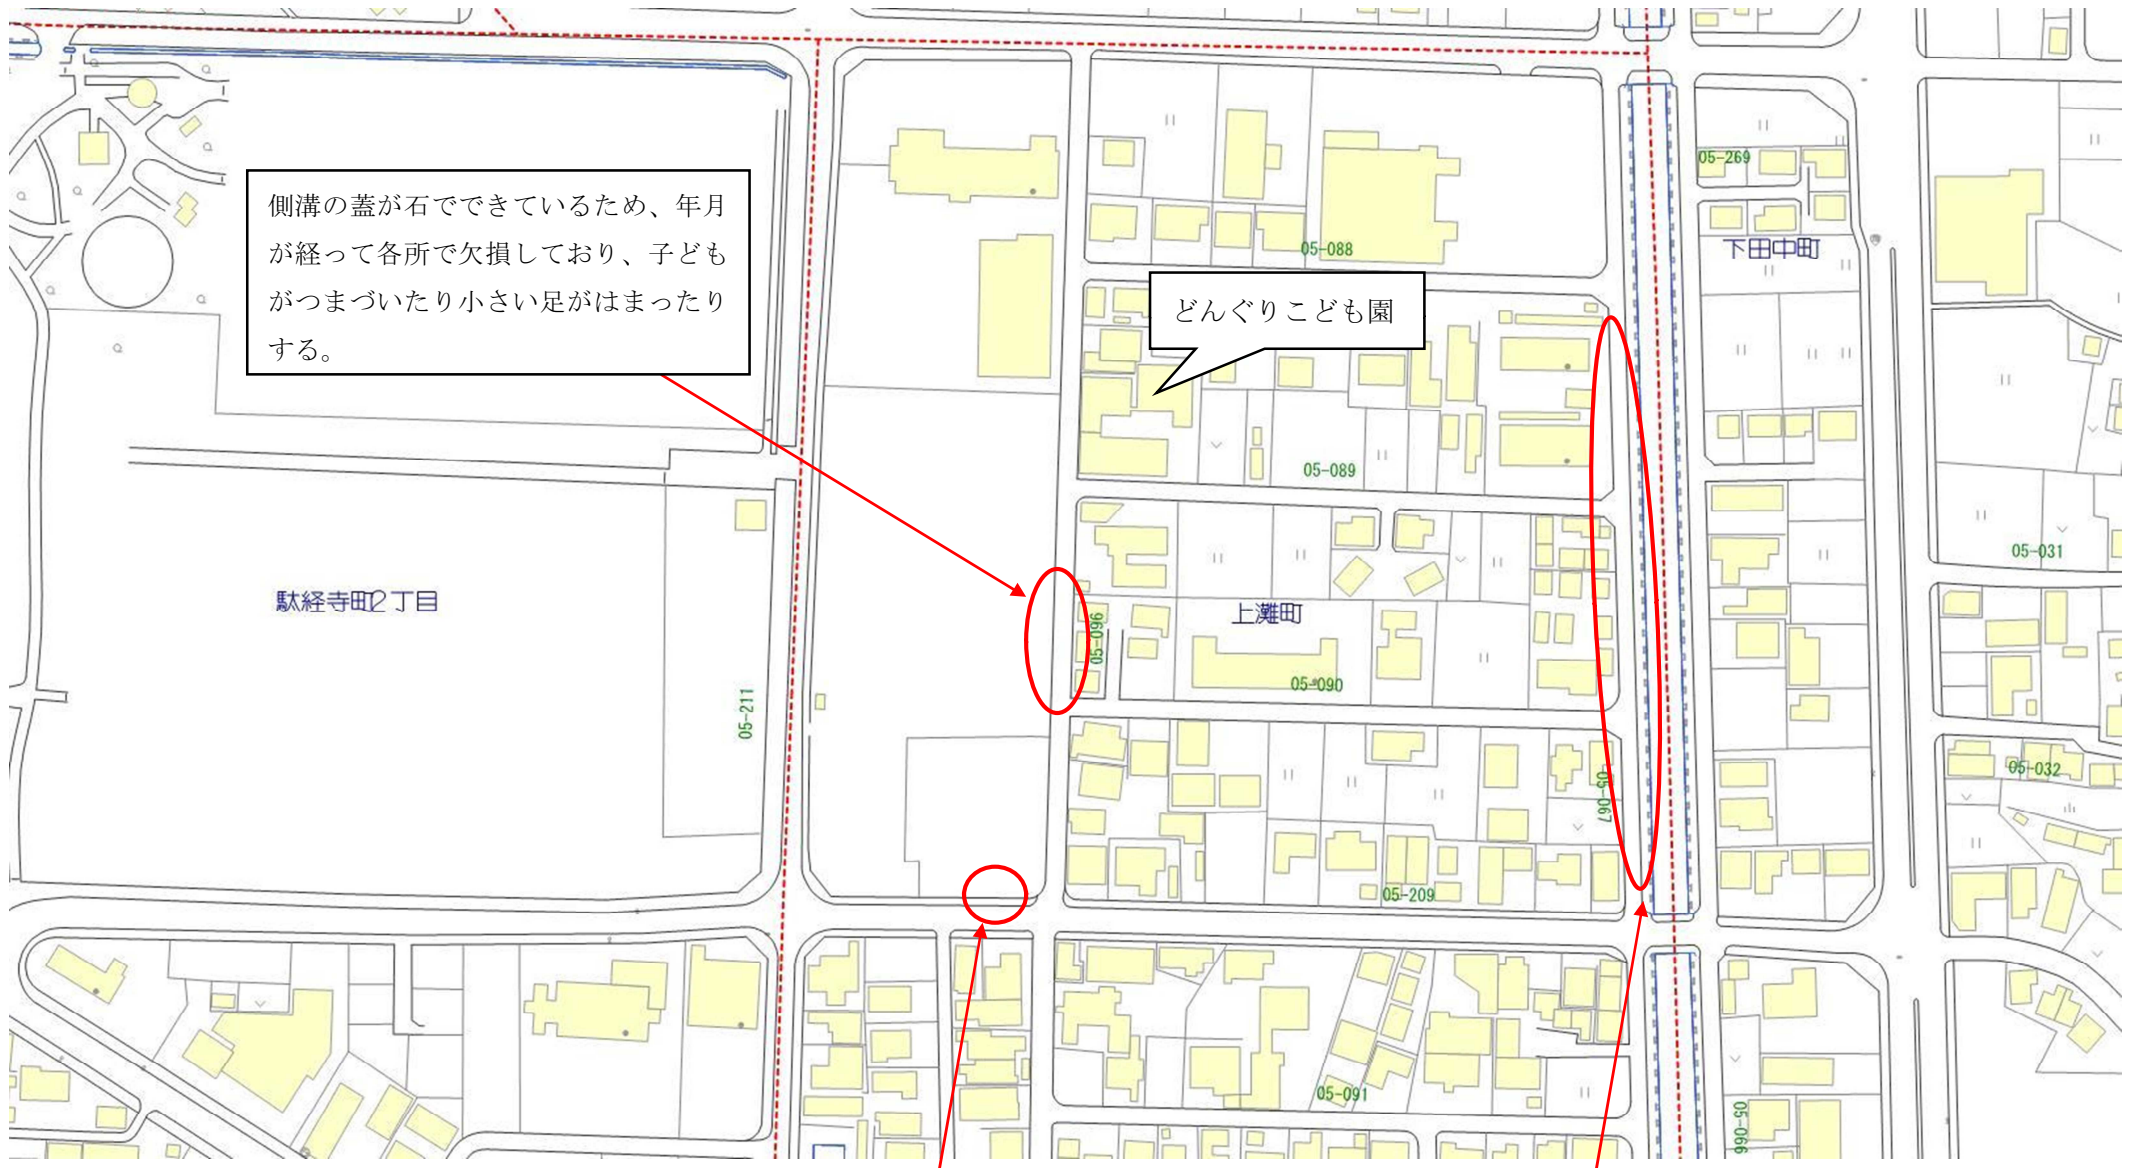 側溝の蓋が石でできているため、年月
が経って各所で欠損しており、子ども
がつまづいたり小さい足がはまったり
する。
どんぐりこども園
05-269
下田中町
05-088
05-089
05-031
駄経寺町2丁目
上灘町
05-096
05-090
05-211
05-032
05-067
05-209
05-091
05-066